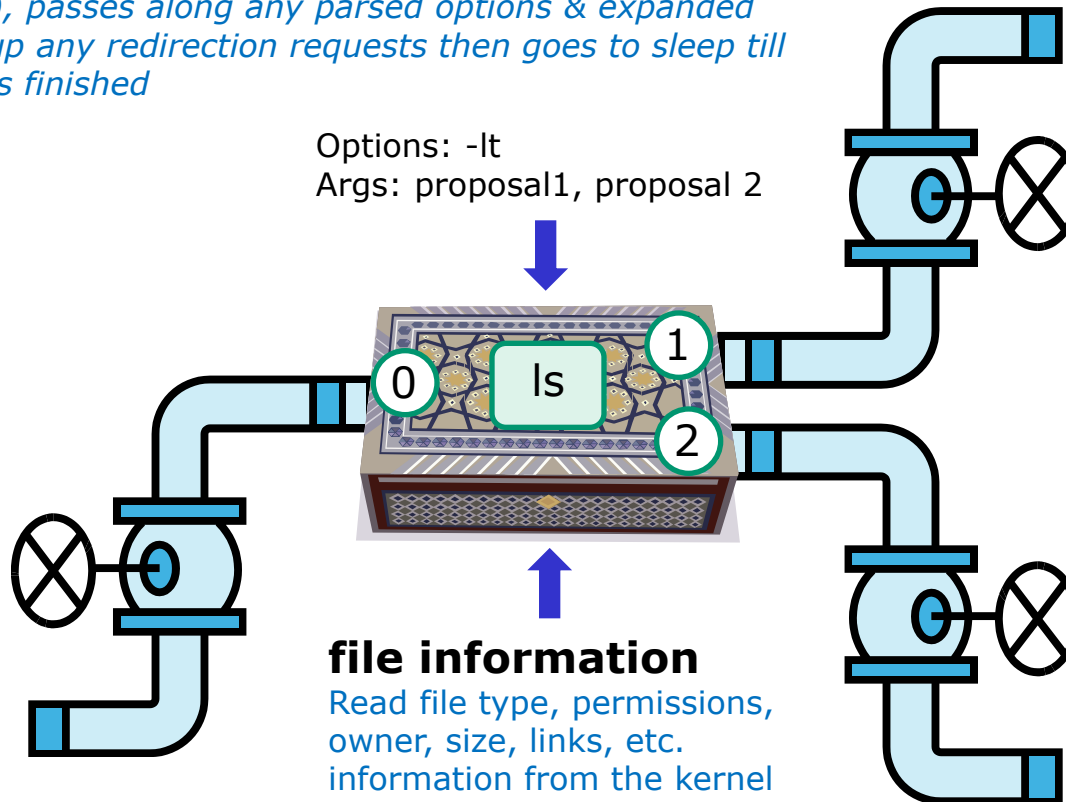 , passes along any parsed options & expanded
up any redirection requests then goes to sleep till
s finished
Options: -lt
Args: proposal1, proposal 2
1
0
ls
2
file information
Read file type, permissions,
owner, size, links, etc.
information from the kernel